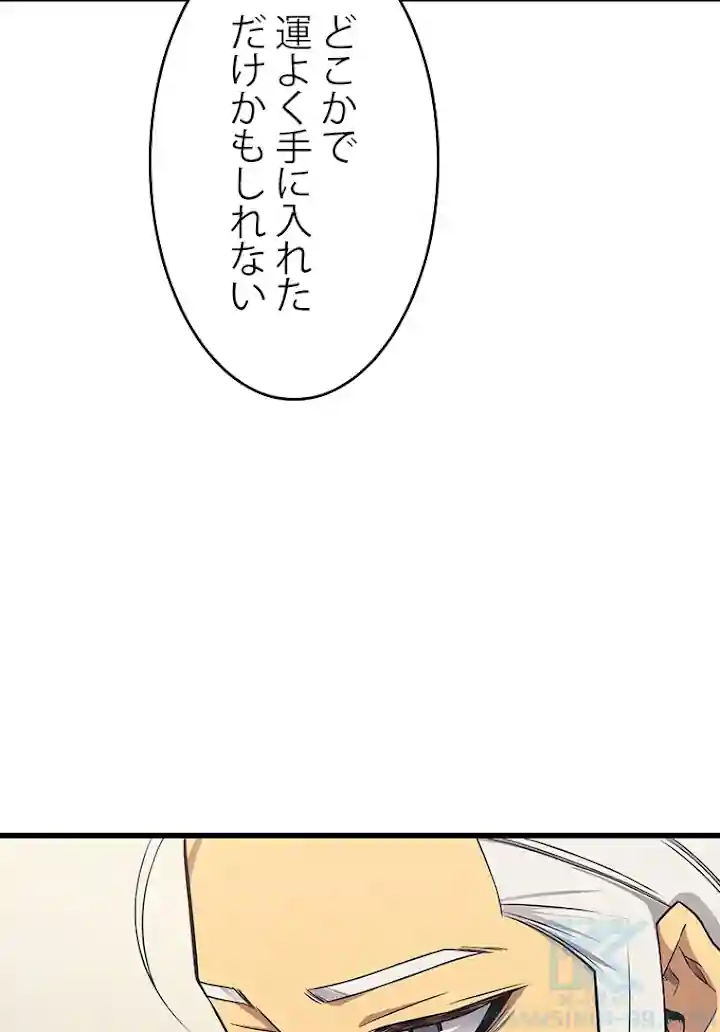 どこかで
運よく手に入れた
だけかもしれない